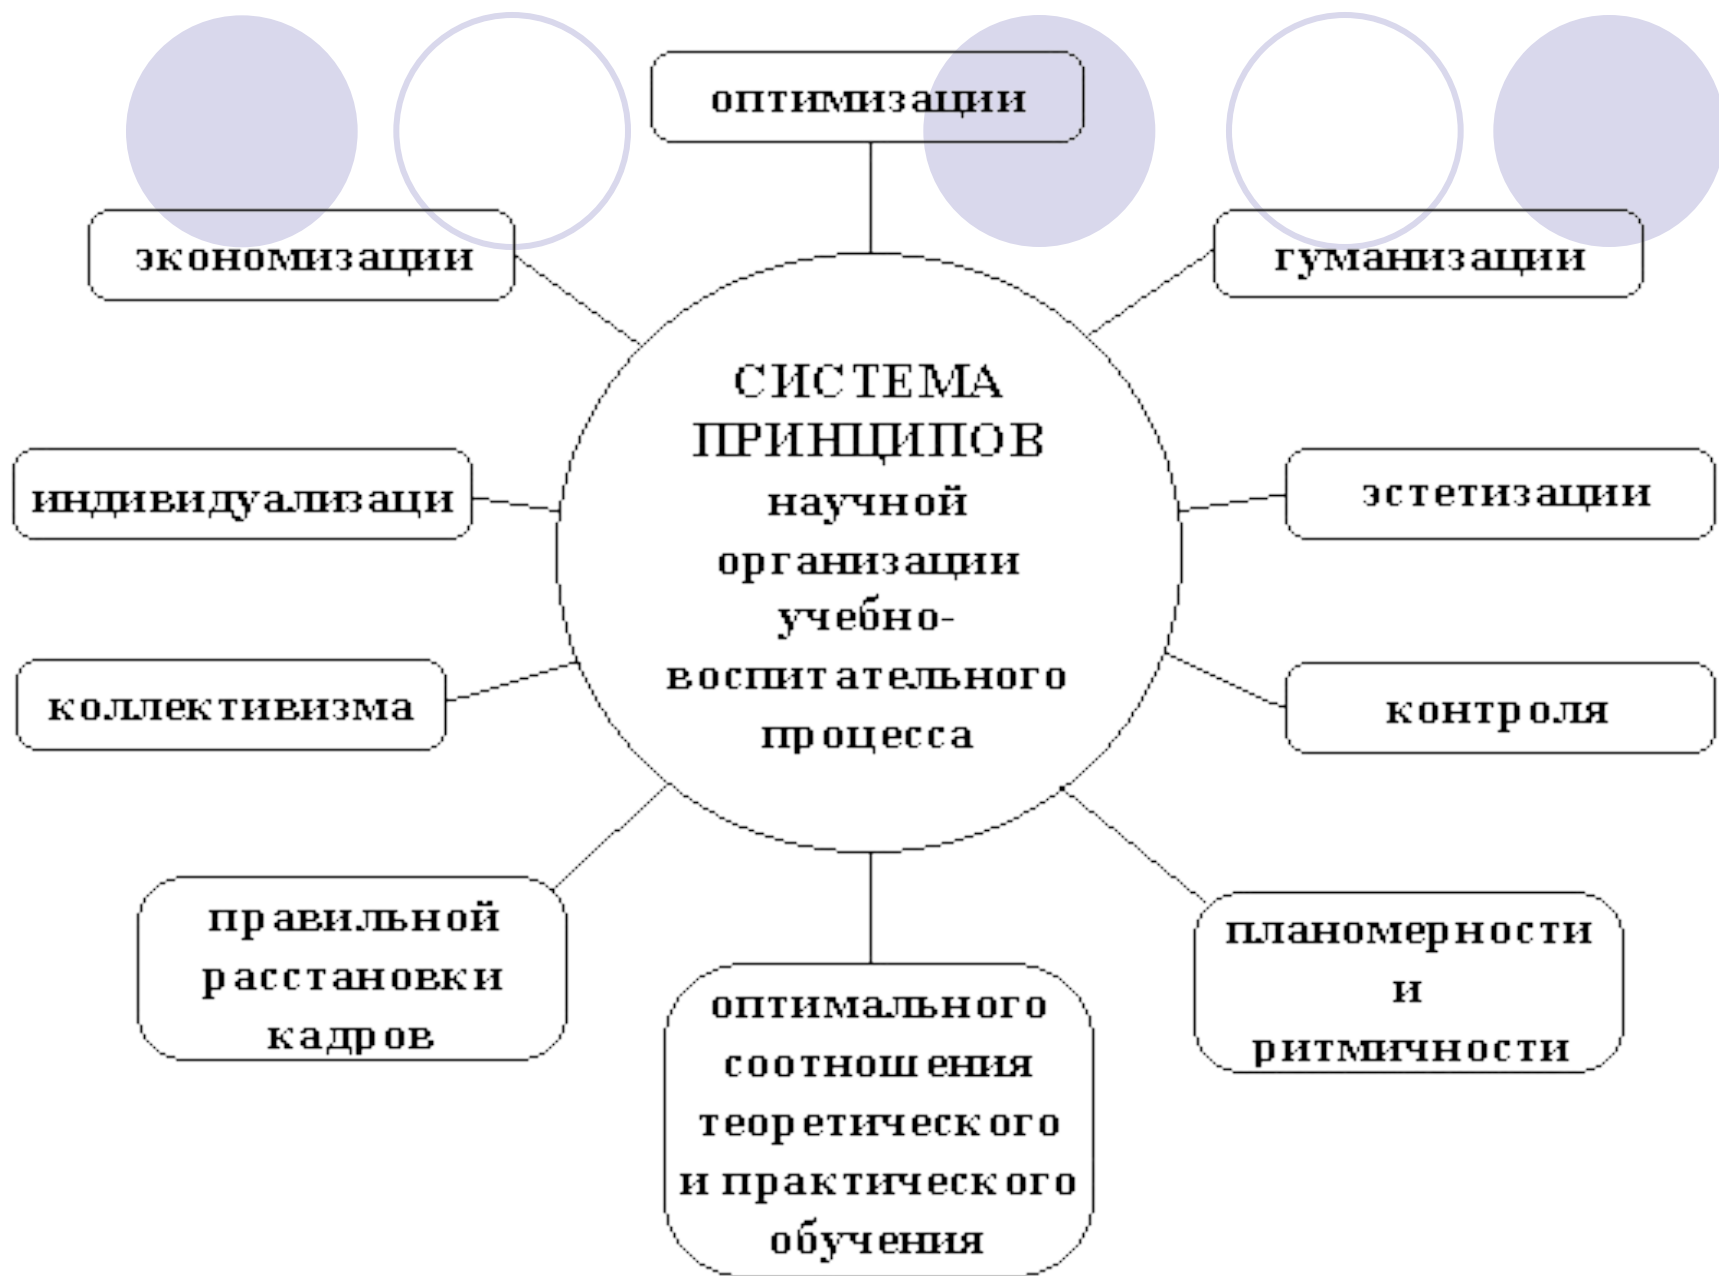 оптимизации
экономизации
гуманизации
СИСТЕМА
ПРИНЦИПОВ
научной
организации
учебно-
воспитательного
процесса
индивидуализаци
эстетизации
коллективизма
контроля
правильной
расстановки
кадров
планомерности
и
ритмичности
оптимального
соотношения
теоретического
и практического
обучения